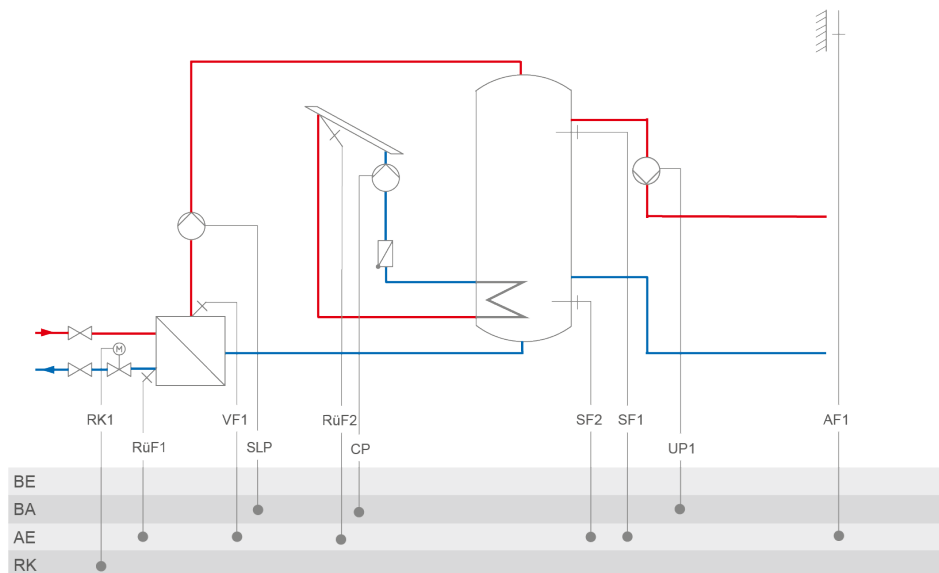 M
RK1 VF1 RüF2 SF2 SF1 AF1
RüF1 SLP CP UP1
BE
BA
AE
RK